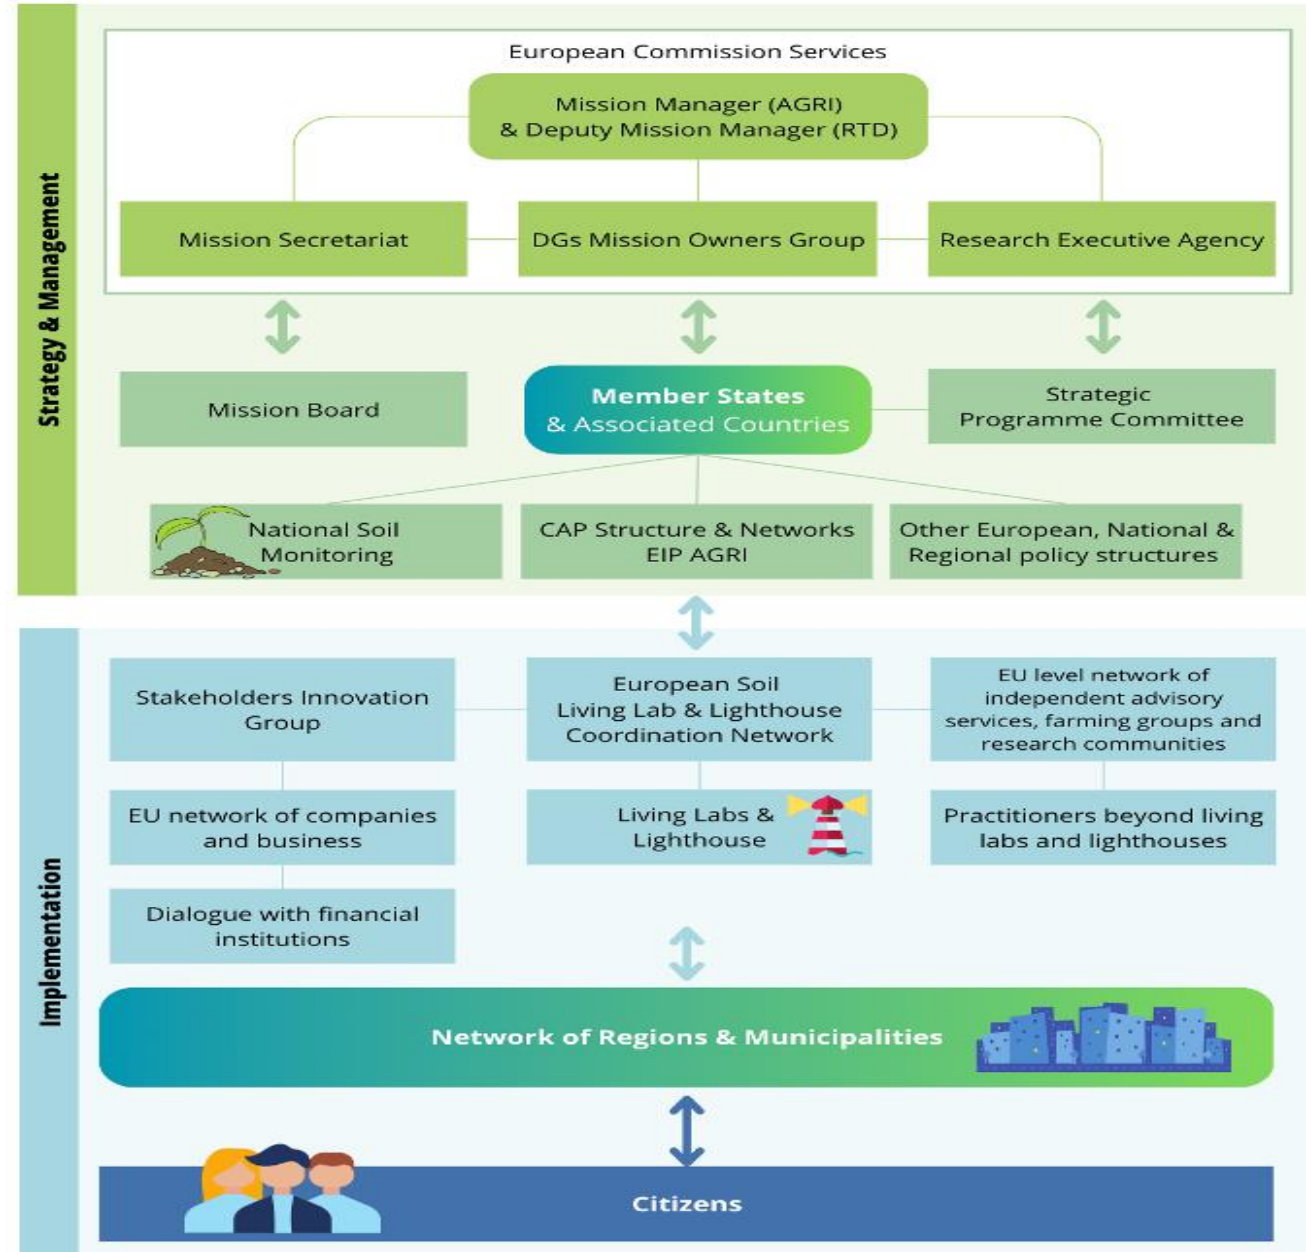 Strategy & Management
European Commission Services
Mission Manager (AGRI)
& Deputy Mission Manager (RTD)
Mission Secretariat
DGs Mission Owners Group
Research Executive Agency
Mission Board
Member States
& Associated Countries
Strategic
Programme Committee
National Soil
Monitoring
CAP Structure & Networks
EIP AGRI
Other European, National &
Regional policy structures
Implementation
Stakeholders Innovation
Group
European Soil
Living Lab & Lighthouse
Coordination Network
EU level network of
independent advisory
services, farming groups and
research communities
EU network of companies
and business
Living Labs &
Lighthouse
Practitioners beyond living
labs and lighthouses
Dialogue with financial
institutions
Network of Regions & Municipalities
Citizens